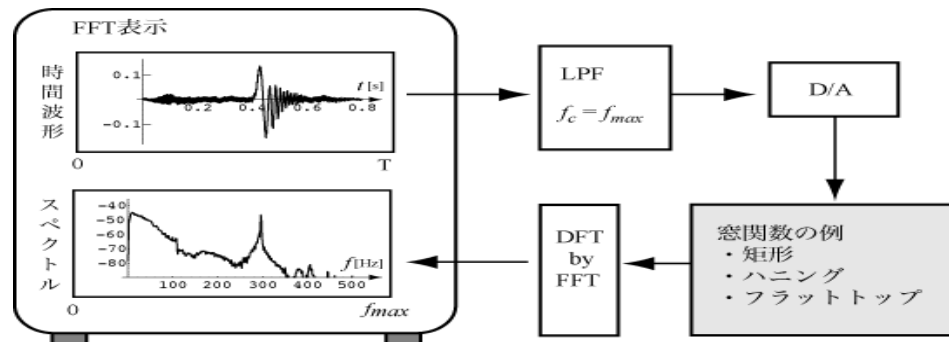 FFT表示
時間波形
0.1
-0.1
t[s]
0.2 0.4 0.6 0.8
0 T
LPF
fc = fmax
D/A
スペクトル
-40
-50
-60
-70
-80
f[Hz]
100 200 300 400 500
0 fmax
DFT
by
FFT
窓関数の例
・矩形
・ハニング
・フラットトップ